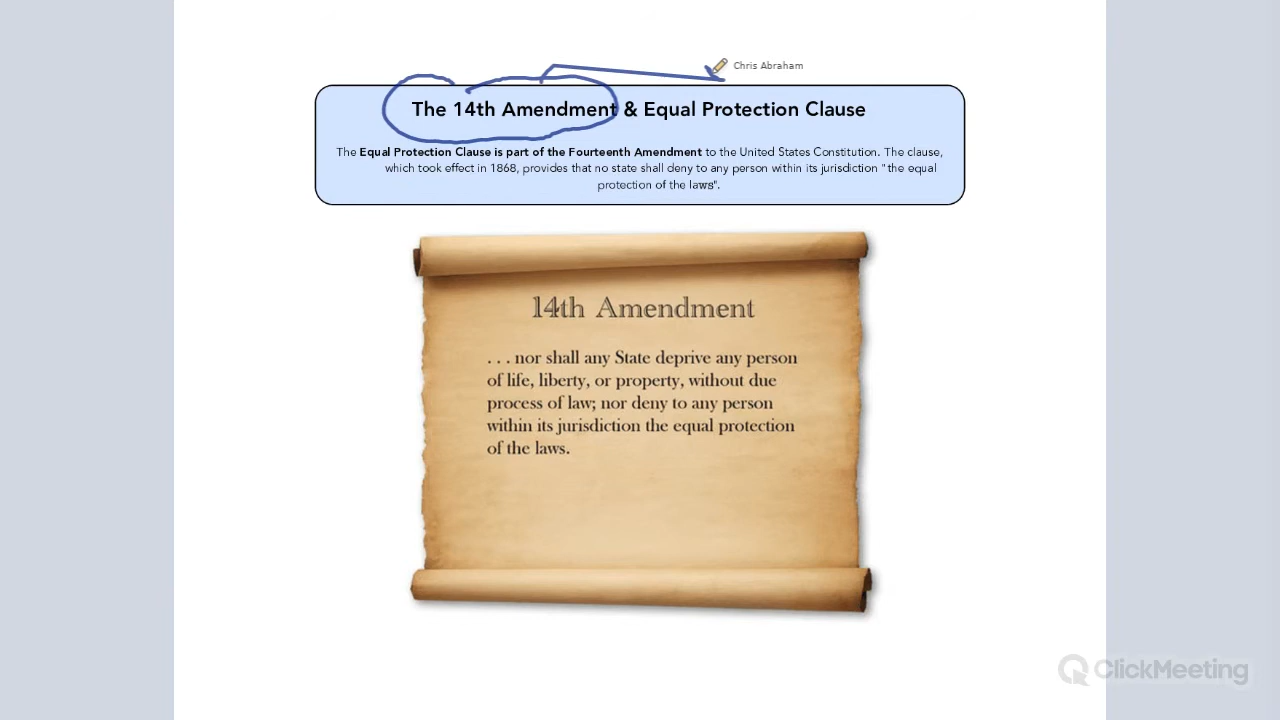 Chris Abraham
The 14th Amendment & Equal Protection Clause
The Equal Protection Clause is part of the Fourteenth Amendment to the United States Constitution. The clause,
which took effect in 1868, provides that no state shall deny to any person within its jurisdiction "the equal
protection of the laws".
14th Amendment
. . . nor shall any State deprive any person
of life, liberty, or property, without due
process of law; nor deny to any person
within its jurisdiction the equal protection
of the laws.
ClickMeeting